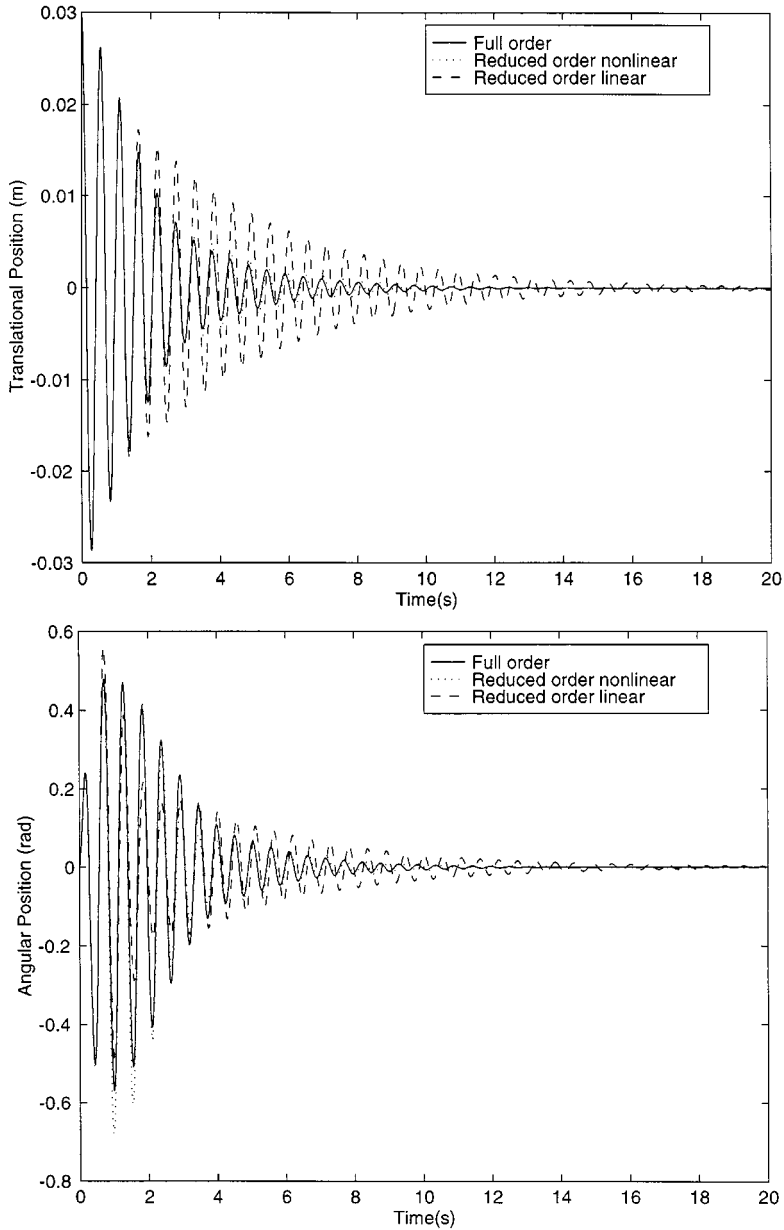 0.03
0.02
0.01
0
-0.01
-0.02
-0.03
Translational Position (m)
Full order
Reduced order nonlinear
Reduced order linear
0 2 4 6 8 10 12 14 16 18 20
Time(s)
0.6
0.4
0.2
0
-0.2
-0.4
-0.6
-0.8
Angular Position (rad)
Full order
Reduced order nonlinear
Reduced order linear
0 2 4 6 8 10 12 14 16 18 20
Time(s)